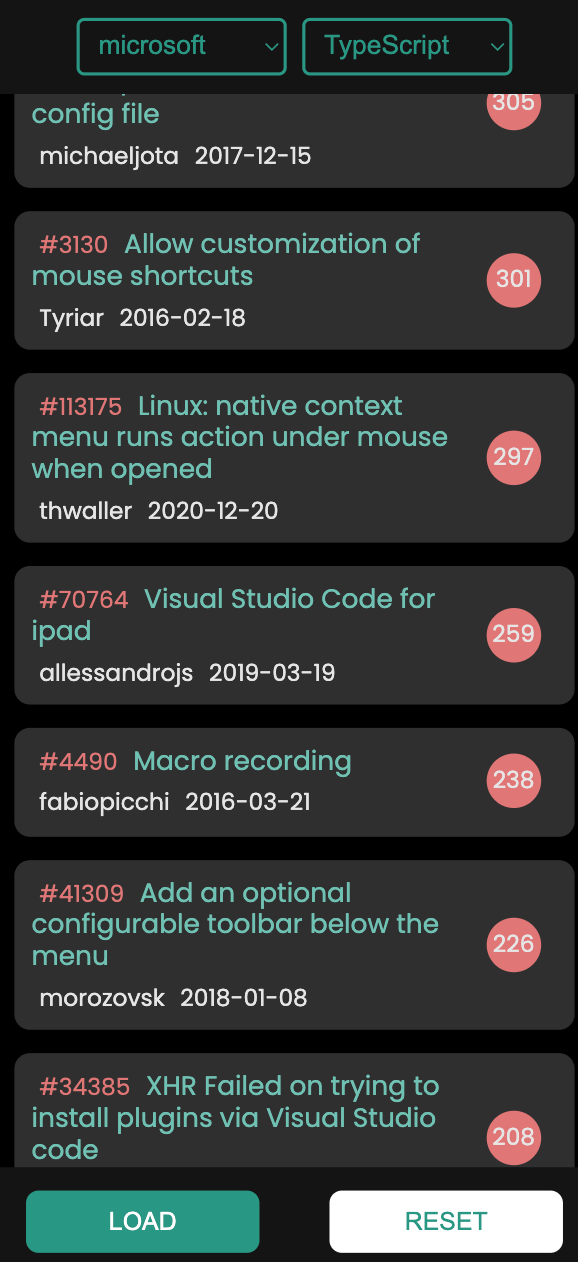 microsoft
TypeScript
config file
305
michaeljota 2017-12-15
#3130 Allow customization of
mouse shortcuts
301
Tyriar 2016-02-18
#113175 Linux: native context
menu runs action under mouse
when opened
297
thwaller 2020-12-20
#70764 Visual Studio Code for
ipad
259
allessandrojs 2019-03-19
#4490 Macro recording
238
fabiopicchi 2016-03-21
#41309 Add an optional
configurable toolbar below the
menu
226
morozovsk 2018-01-08
#34385 XHR Failed on trying to
install plugins via Visual Studio
code
208
LOAD
RESET